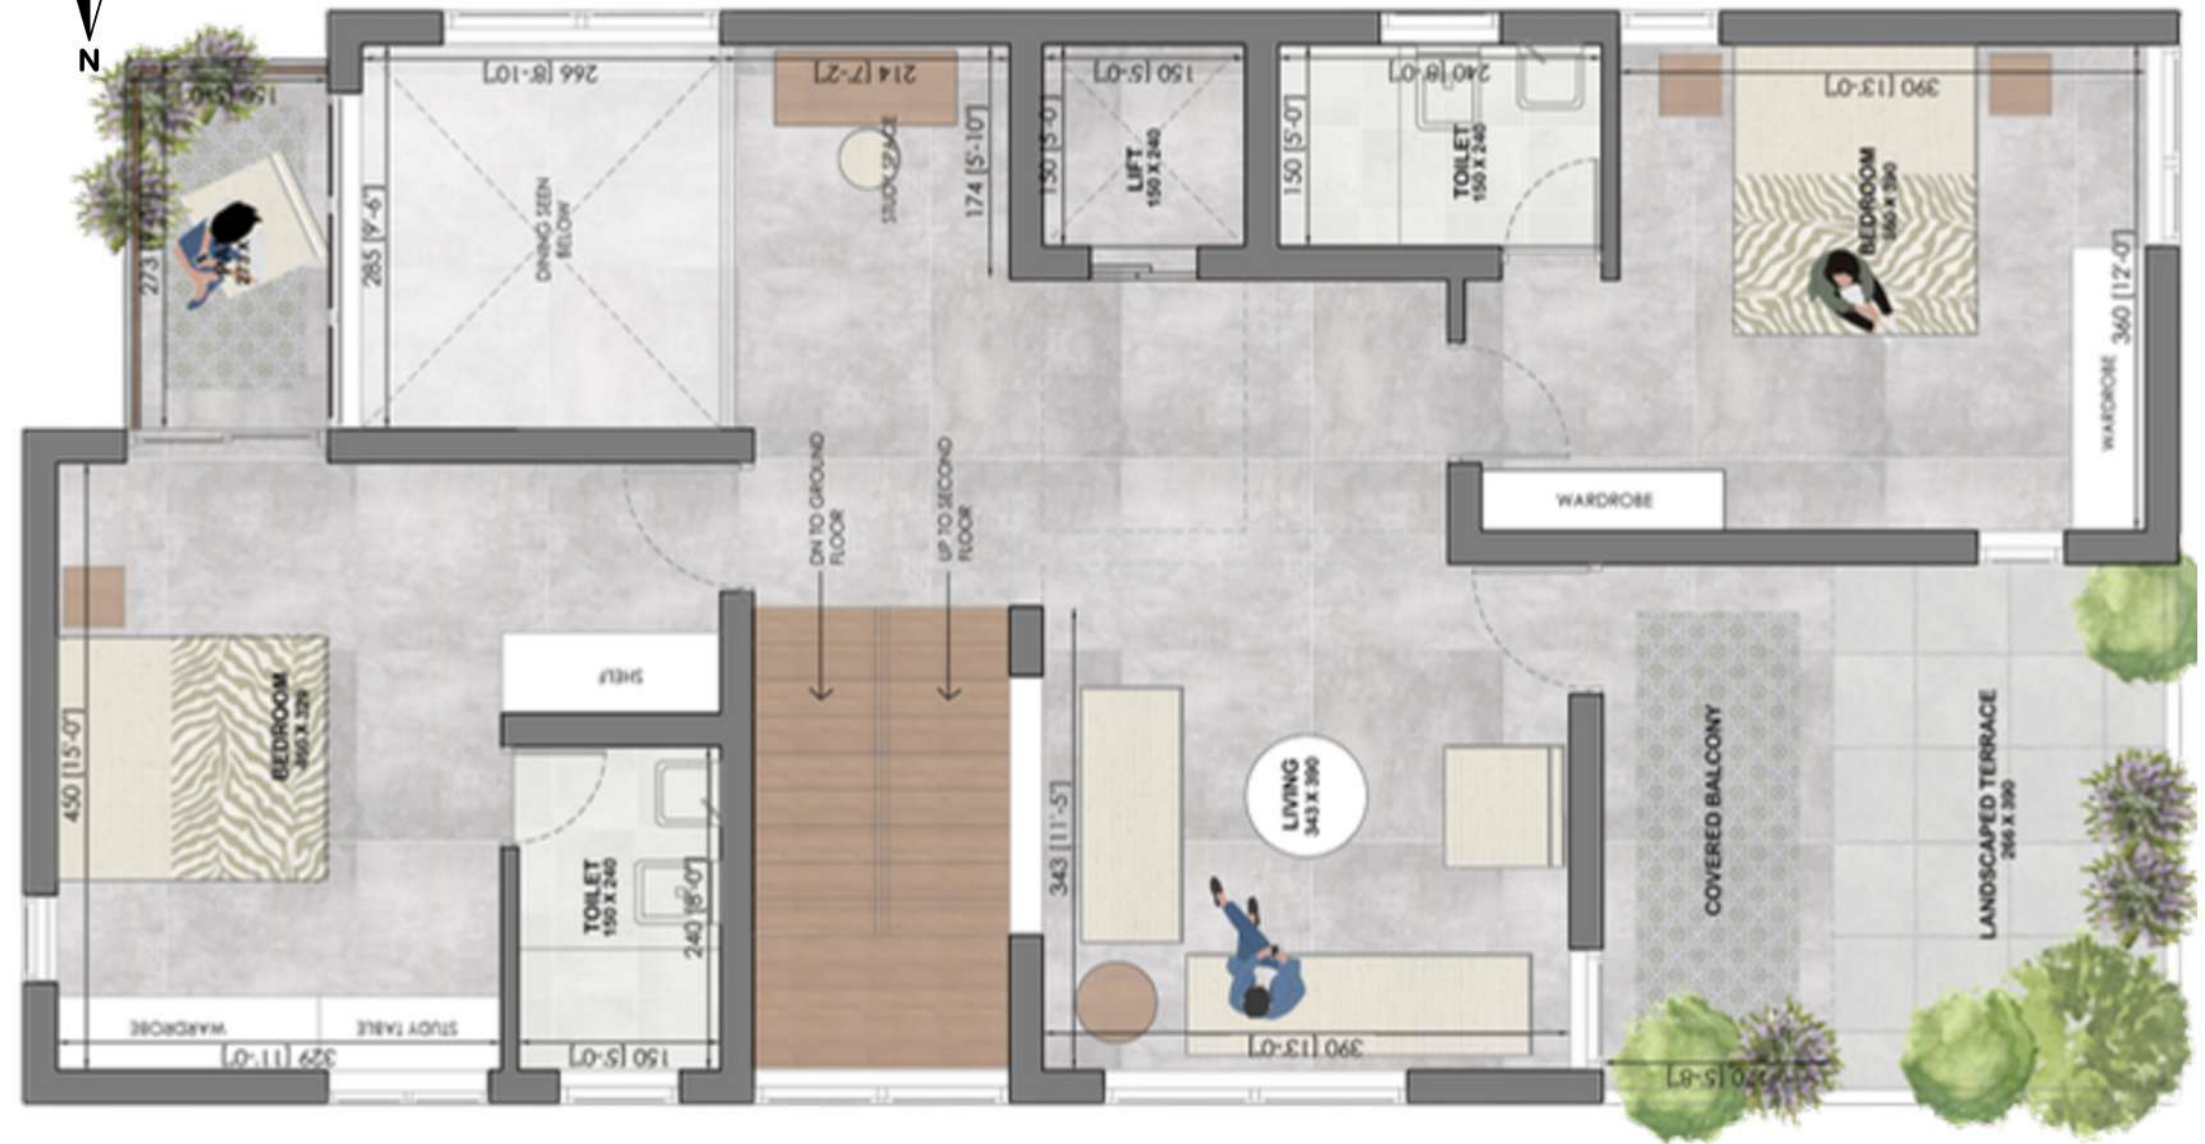 N
266 [8'-10"]
214 [7'-2"]
150 [5'-0"]
240 [8'-0"]
390 [13'-0"]
273
285 [9'-6"]
DINING SEEN
BELOW
STUDY SPACE
174 [5'-10"]
150 [5'-0"]
LIFT
150 X 240
150 [5'-0"]
TOILET
150 X 240
BEDROOM
360 [12'-0"]
WARDROBE
WARDROBE
DN TO GROUND
FLOOR
UP TO SECOND
FLOOR
SHELF
BEDROOM
450 [15'-0"]
TOILET
150 X 240
240 [8'-0"]
WARDROBE
STUDY TABLE
329 [11'-0"]
150 [5'-0"]
343 [11'-5"]
LIVING
343 X 390
390 [13'-0"]
COVERED BALCONY
LANDSCAPED TERRACE
266 X 390
[5'-8"]